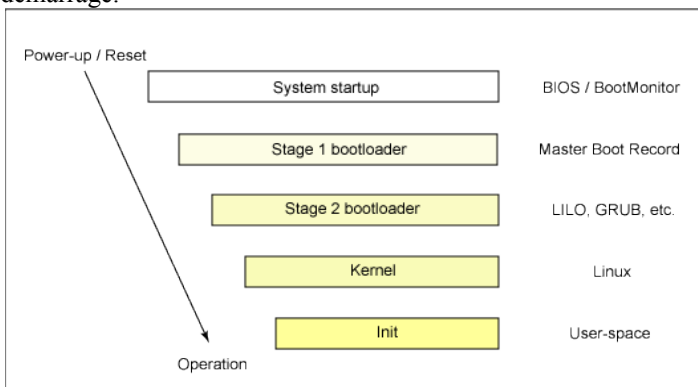 démarrage.
Power-up / Reset
System startup BIOS / BootMonitor
Stage 1 bootloader Master Boot Record
Stage 2 bootloader LILO, GRUB, etc.
Kernel Linux
Init User-space
Operation